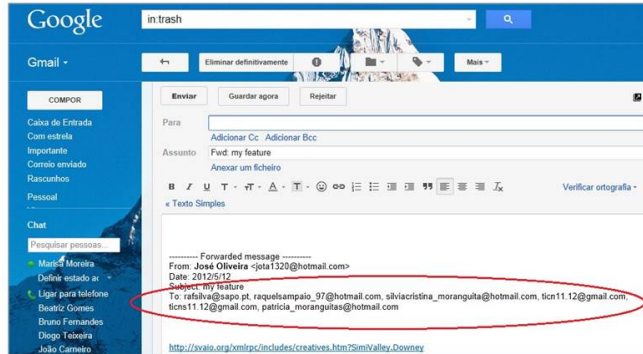 Google
in:trash
Gmail
Eliminar definitivamente
Mais
COMPOR
Enviar
Guardar agora
Rejeitar
Caixa de Entrada
Com estrela
Importante
Correio enviado
Rascunhos
Pessoal
Para
Adicionar Cc Adicionar Bcc
Assunto
Fwd: my feature
Anexar um ficheiro
B I U T T A T Tx
Verificar ortografia
« Texto Simples
Chat
Pesquisar pessoas...
Marisa Moreira
Definir estado aq
Ligar para telefone
Beatriz Gomes
Bruno Fernandes
Diogo Teixeira
João Carneiro
---------- Forwarded message ----------
From: José Oliveira <jota1320@hotmail.com>
Date: 2012/5/12
Subject: my feature
To: rafsilva@sapo.pt, raquelsampaio_97@hotmail.com, silviacristina_moranguita@hotmail.com, ticn11.12@gmail.com,
ticns11.12@gmail.com, patricia_moranguitas@hotmail.com
http://svaio.org/xmlrpc/includes/creatives.htm?SimiValley.Downey